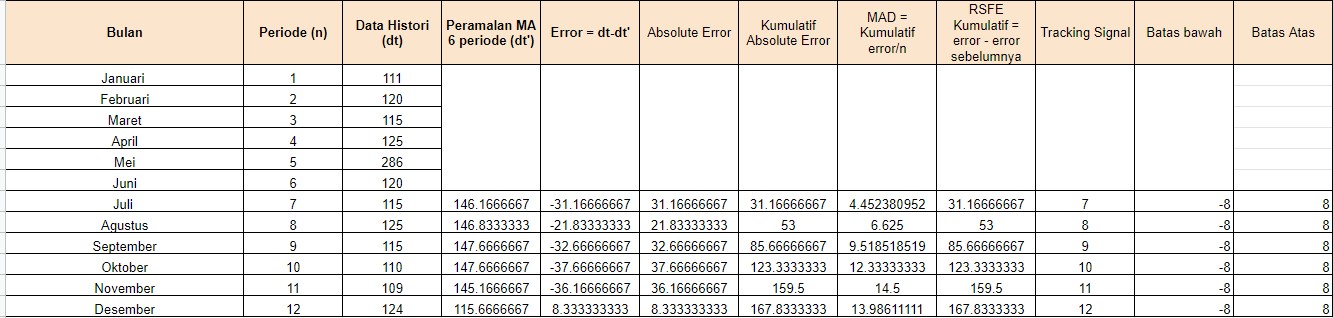 Bulan Periode (n) Data Histori (dt) Peramalan MA 6 periode (dt') Error = dt-dt' Absolute Error Kumulatif Absolute Error MAD = Kumulatif error/n RSFE Kumulatif = error - error sebelumnya Tracking Signal Batas bawah Batas Atas
Januari 1 111
Februari 2 120
Maret 3 115
April 4 125
Mei 5 286
Juni 6 120
Juli 7 115 146.1666667 -31.16666667 31.16666667 31.16666667 4.452380952 31.16666667 7 -8 8
Agustus 8 125 146.8333333 -21.83333333 21.83333333 53 6.625 53 8 -8 8
September 9 115 147.6666667 -32.66666667 32.66666667 85.66666667 9.518518519 85.66666667 9 -8 8
Oktober 10 110 147.6666667 -37.66666667 37.66666667 123.3333333 12.33333333 123.3333333 10 -8 8
November 11 109 145.1666667 -36.16666667 36.16666667 159.5 14.5 159.5 11 -8 8
Desember 12 124 115.6666667 8.333333333 8.333333333 167.8333333 13.98611111 167.8333333 12 -8 8